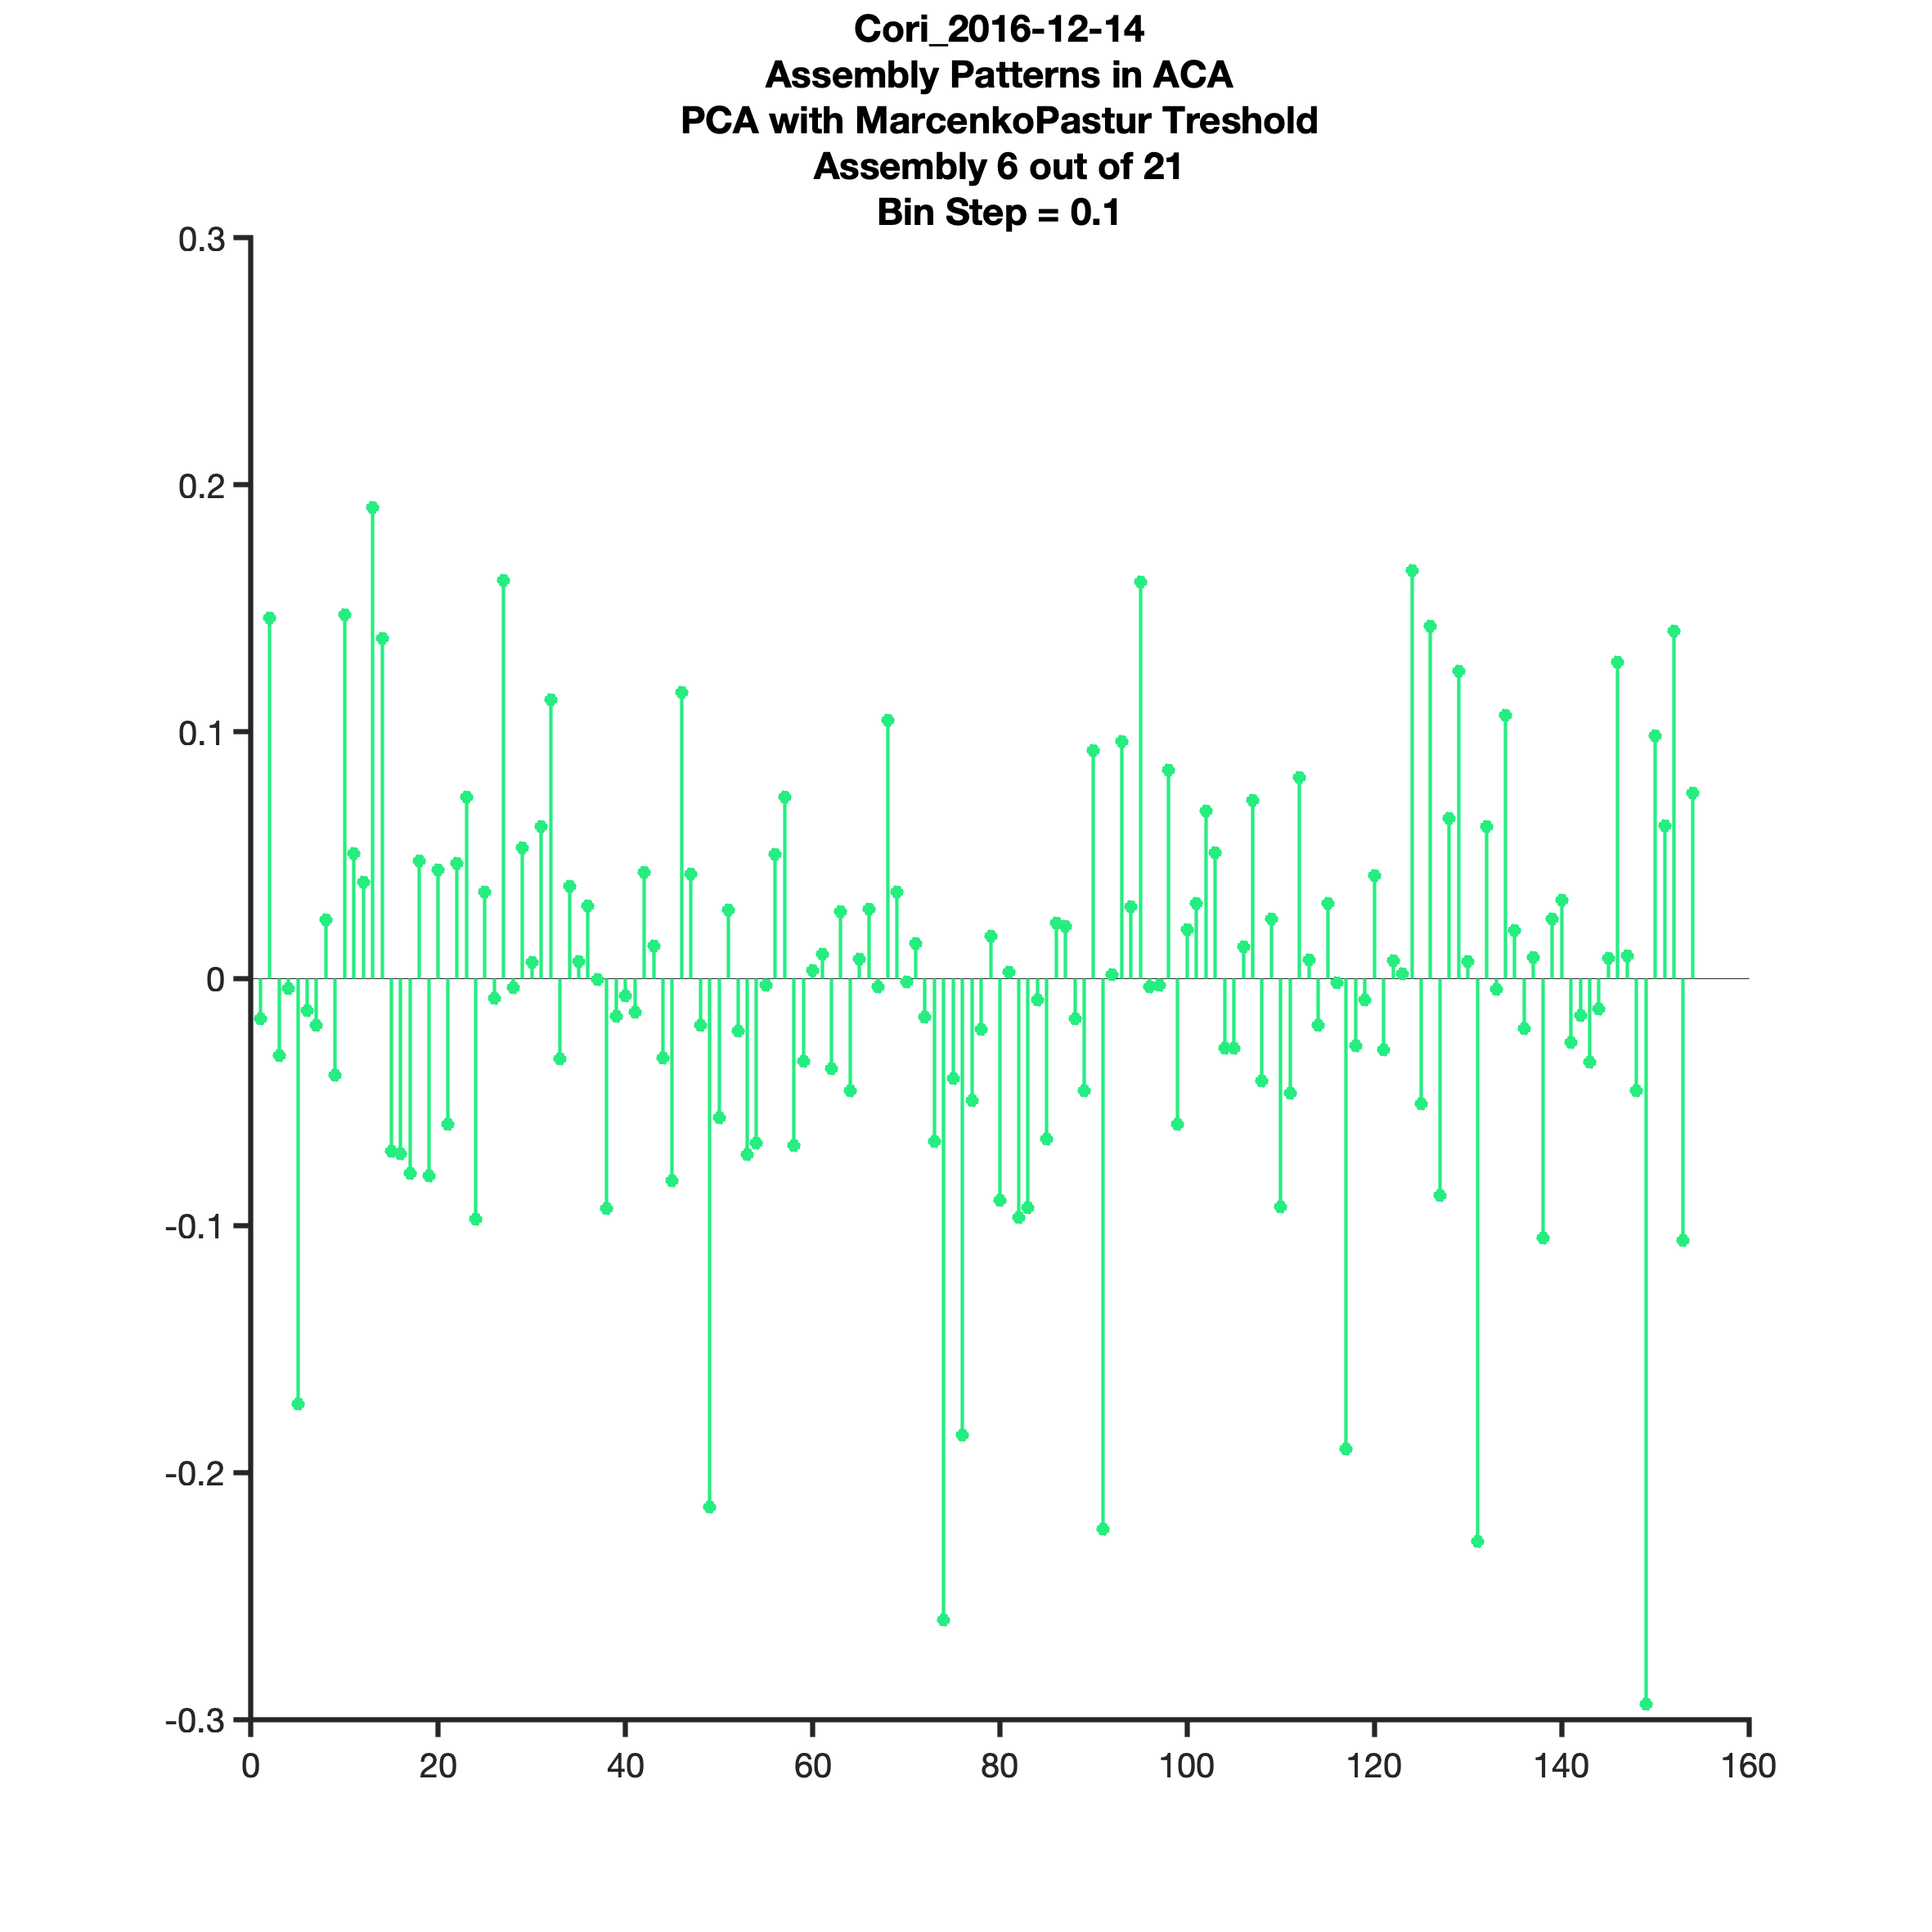 Cori_2016-12-14
Assembly Patterns in ACA
PCA with MarcenkoPastur Treshold
Assembly 6 out of 21
Bin Step = 0.1
0.3
0.2
0.1
0
-0.1
-0.2
-0.3
0 20 40 60 80 100 120 140 160